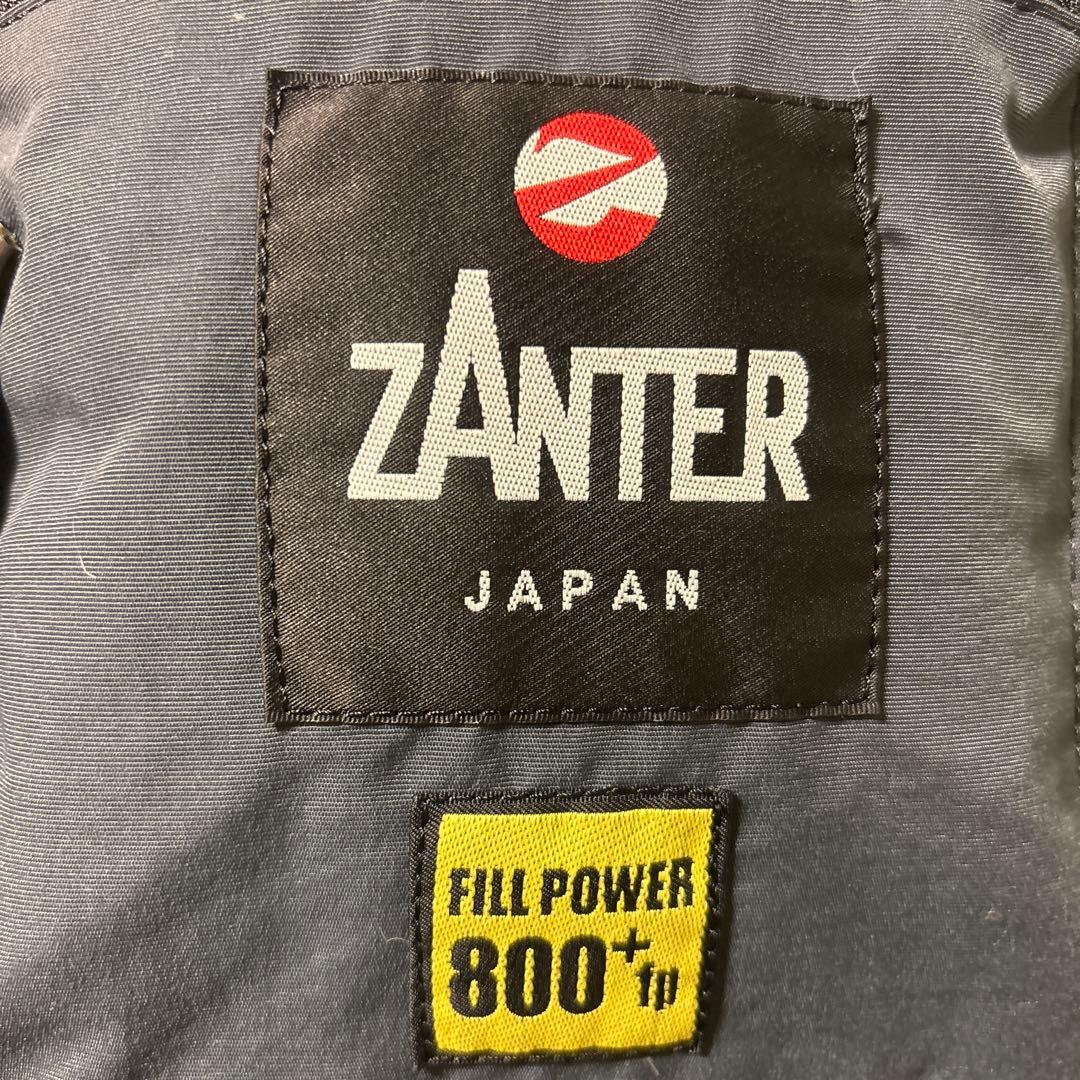 ZANTER
JAPAN
FILL POWER
800+fp